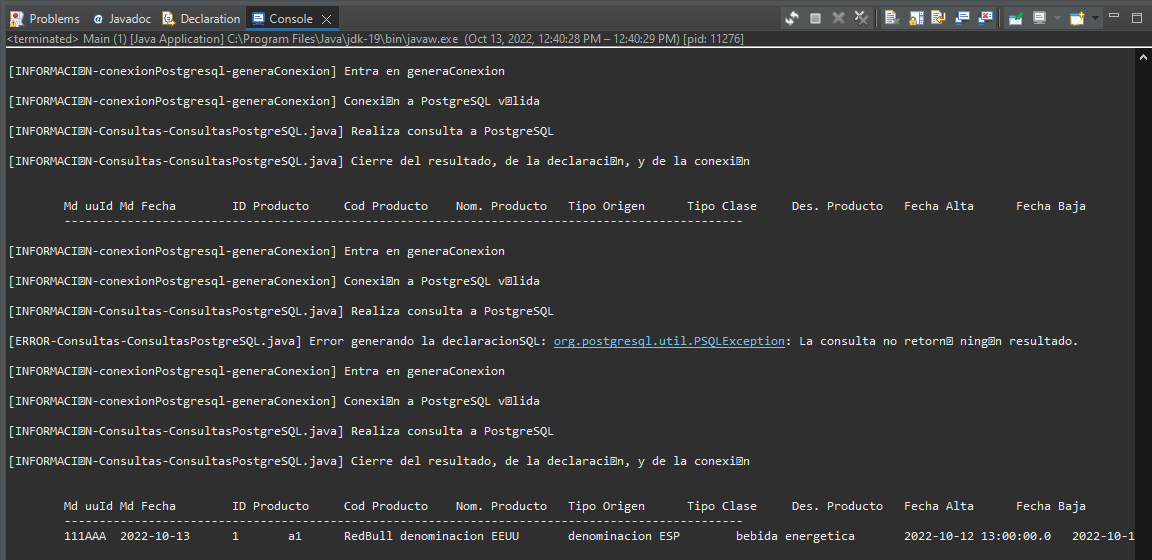 Problems Javadoc Declaration Console
<terminated> Main (1) [Java Application] C:\Program Files\Java\jdk-19\bin\javaw.exe (Oct 13, 2022, 12:40:28 PM – 12:40:29 PM) [pid: 11276]
[INFORMACI�N-conexionPostgresql-generaConexion] Entra en generaConexion
[INFORMACI�N-conexionPostgresql-generaConexion] Conexi�n a PostgreSQL v�lida
[INFORMACI�N-Consultas-ConsultasPostgreSQL.java] Realiza consulta a PostgreSQL
[INFORMACI�N-Consultas-ConsultasPostgreSQL.java] Cierre del resultado, de la declaraci�n, y de la conexi�n
Md uuId Md Fecha ID Producto Cod Producto Nom. Producto Tipo Origen Tipo Clase Des. Producto Fecha Alta Fecha Baja
-------------------------------------------------------------------------------------------------
[INFORMACI�N-conexionPostgresql-generaConexion] Entra en generaConexion
[INFORMACI�N-conexionPostgresql-generaConexion] Conexi�n a PostgreSQL v�lida
[INFORMACI�N-Consultas-ConsultasPostgreSQL.java] Realiza consulta a PostgreSQL
[ERROR-Consultas-ConsultasPostgreSQL.java] Error generando la declaracionSQL: org.postgresql.util.PSQLException: La consulta no retorn� ning�n resultado.
[INFORMACI�N-conexionPostgresql-generaConexion] Entra en generaConexion
[INFORMACI�N-conexionPostgresql-generaConexion] Conexi�n a PostgreSQL v�lida
[INFORMACI�N-Consultas-ConsultasPostgreSQL.java] Realiza consulta a PostgreSQL
[INFORMACI�N-Consultas-ConsultasPostgreSQL.java] Cierre del resultado, de la declaraci�n, y de la conexi�n
Md uuId Md Fecha ID Producto Cod Producto Nom. Producto Tipo Origen Tipo Clase Des. Producto Fecha Alta Fecha Baja
-------------------------------------------------------------------------------------------------
111AAA 2022-10-13 1 a1 RedBull denominacion EEUU denominacion ESP bebida energetica 2022-10-12 13:00:00.0 2022-10-1